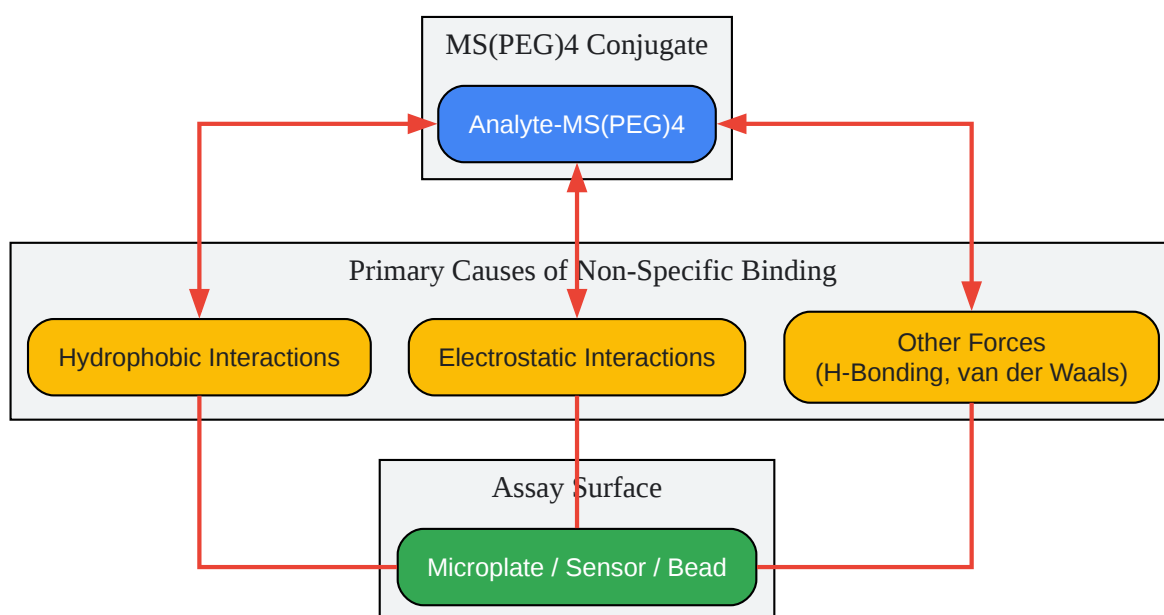 MS(PEG)4 Conjugate
Analyte-MS(PEG)4
Primary Causes of Non-Specific Binding
Hydrophobic Interactions
Electrostatic Interactions
Other Forces
(H-Bonding, van der Waals)
Assay Surface
Microplate / Sensor / Bead